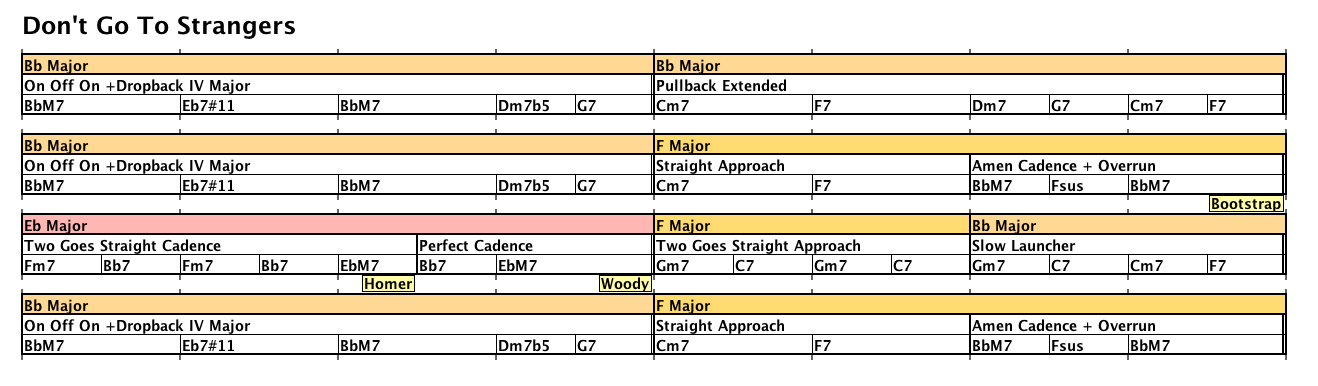 Don't Go To Strangers
Bb Major Bb Major
On Off On +Dropback IV Major Pullback Extended
BbM7 Eb7#11 BbM7 Dm7b5 G7 Cm7 F7 Dm7 G7 Cm7 F7
Bb Major F Major
On Off On +Dropback IV Major Straight Approach Amen Cadence + Overrun
BbM7 Eb7#11 BbM7 Dm7b5 G7 Cm7 F7 BbM7 Fsus BbM7
Bootstrap
Eb Major F Major Bb Major
Two Goes Straight Cadence Perfect Cadence Two Goes Straight Approach Slow Launcher
Fm7 Bb7 Fm7 Bb7 EbM7 Bb7 EbM7 Gm7 C7 Gm7 C7 Gm7 C7 Cm7 F7
Homer Woody
Bb Major F Major
On Off On +Dropback IV Major Straight Approach Amen Cadence + Overrun
BbM7 Eb7#11 BbM7 Dm7b5 G7 Cm7 F7 BbM7 Fsus BbM7